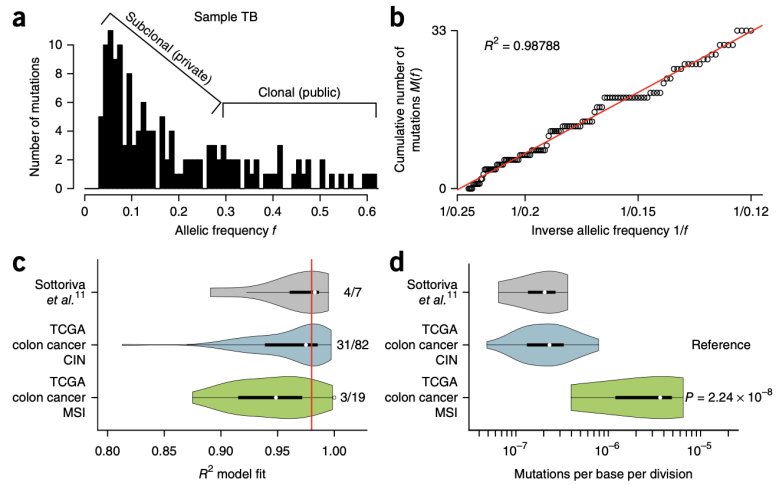 a
Sample TB
Number of mutations
10
8
6
4
2
0
Subclonal (private)
Clonal (public)
0
0.1
0.2
0.3
0.4
0.5
0.6
Allelic frequency f
b
R² = 0.98788
Cumulative number of
mutations M(f)
33
0
1/0.25
1/0.2
1/0.15
1/0.12
Inverse allelic frequency 1/f
c
Sottoriva
et al.¹¹
4/7
TCGA
colon cancer
CIN
31/82
TCGA
colon cancer
MSI
3/19
0.80
0.85
0.90
0.95
1.00
R² model fit
d
Sottoriva
et al.¹¹
TCGA
colon cancer
CIN
Reference
TCGA
colon cancer
MSI
P = 2.24 × 10⁻⁸
10⁻⁷
10⁻⁶
10⁻⁵
Mutations per base per division